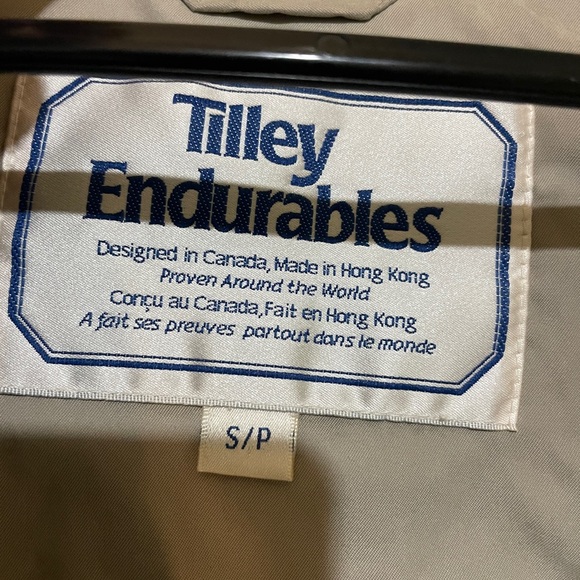 Tilley
Endurables
Designed in Canada, Made in Hong Kong
Proven Around the World
Conçu au Canada, Fait en Hong Kong
A fait ses preuves partout dans le monde
S/P